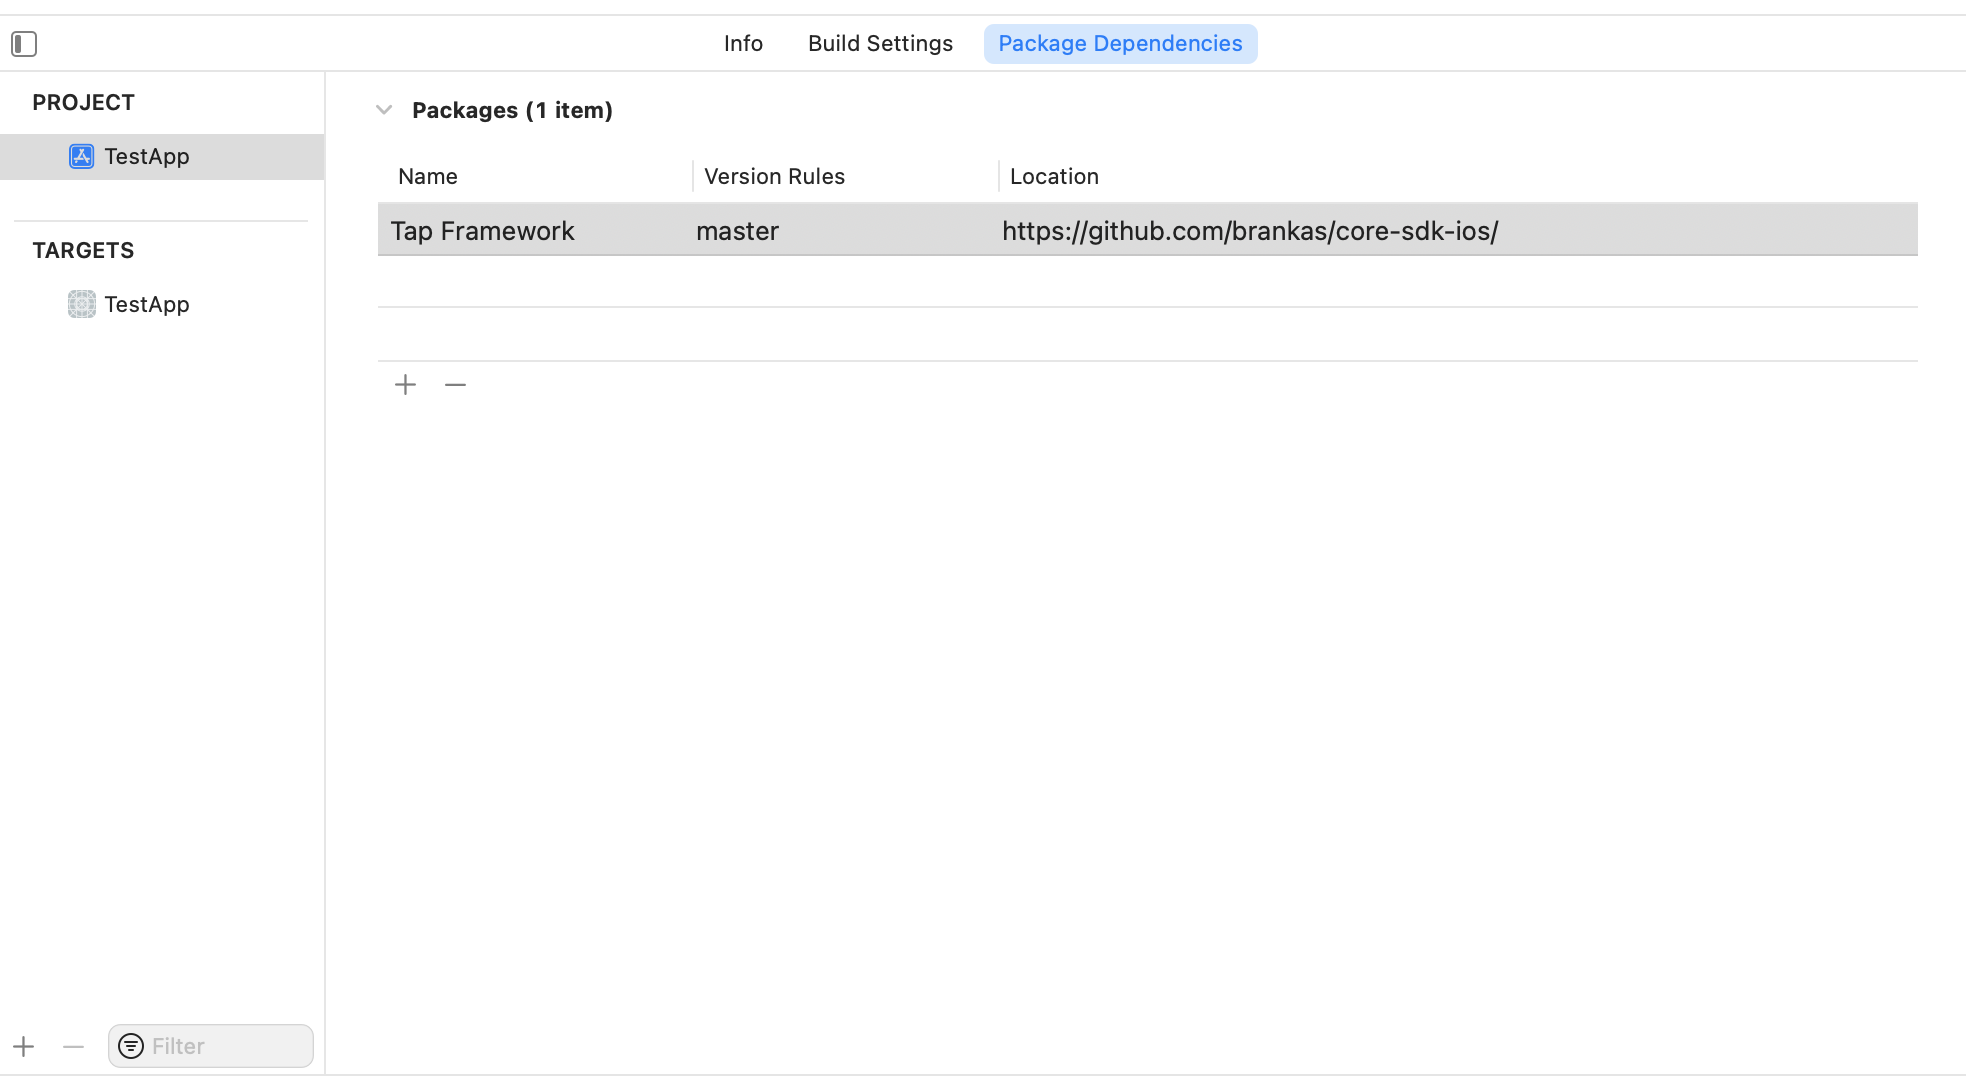 Info Build Settings Package Dependencies
PROJECT
TestApp
TARGETS
TestApp
Packages (1 item)
Name Version Rules Location
Tap Framework master https://github.com/brankas/core-sdk-ios/
Filter